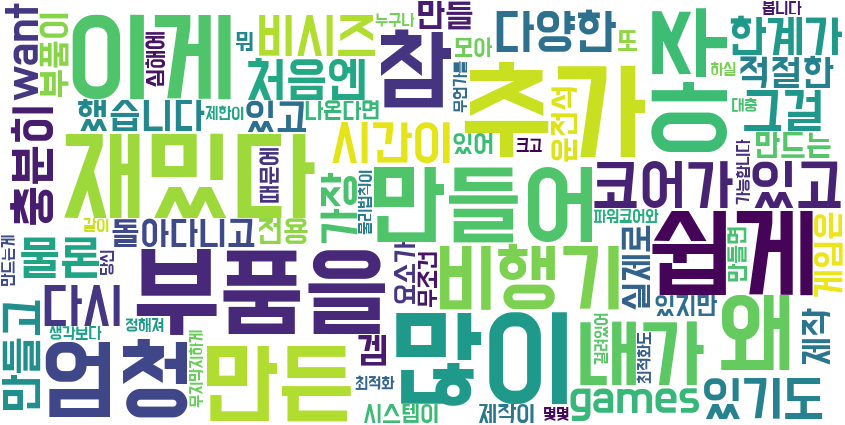 want
부품이
심해에
이게
뭐
비시즈
누구나
만들
참
모아
다양한
또
한계가
봅니다
처음엔
무언가를
추가
좌
하실
적절한
충분히
했습니다
제한이
있고
나온다면
운전석
농
대충
그걸
재밌다
때문에
시간이
있어
크고
만드는
가능합니다
같이
가장
물리법칙이
만들어
코어가
있고
만드는게
물론
당신
돌아다니고
전용
파워코어와
쉽게
만들면
게임은
다시
부품을
요소가
무조건
비행기
실제로
있지만
만들고
생각보다
정해져
무지막지하게
겜
많이
걸려있어
최적화도
내가
왜
제작
엄청
만든
최적화
시스템이
제작이
몇몇
games
있기도